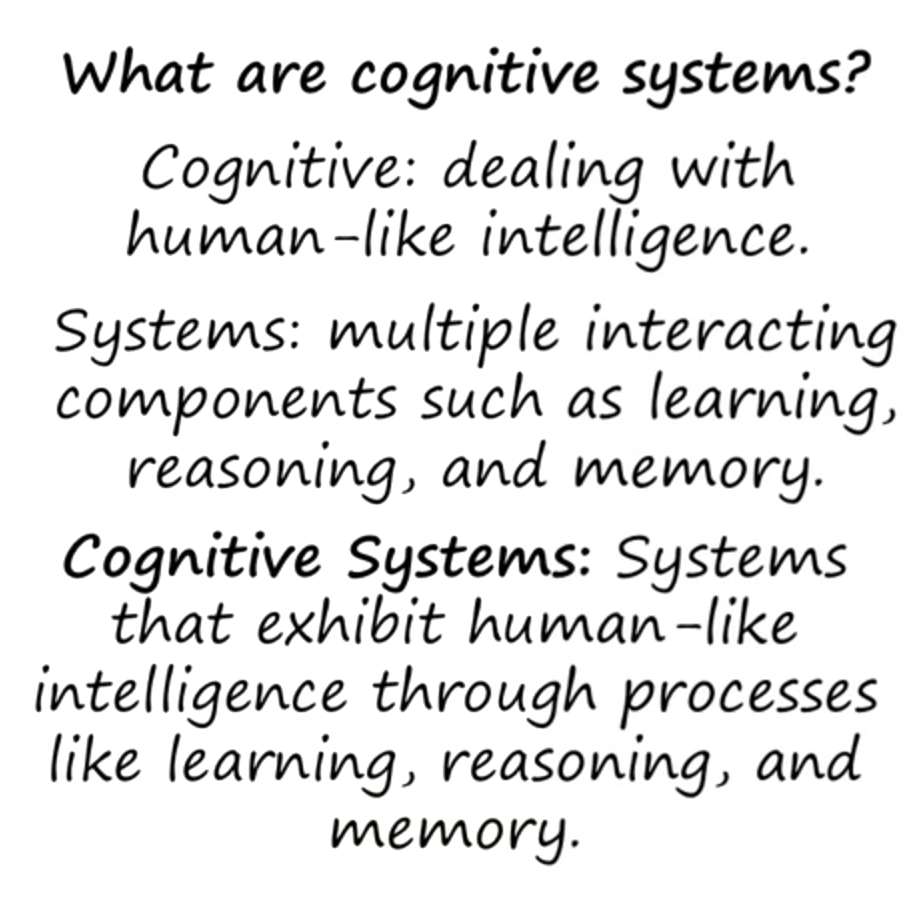 What are cognitive systems?
Cognitive: dealing with
human-like intelligence.
Systems: multiple interacting
components such as learning,
reasoning, and memory.
Cognitive Systems: Systems
that exhibit human-like
intelligence through processes
like learning, reasoning, and
memory.